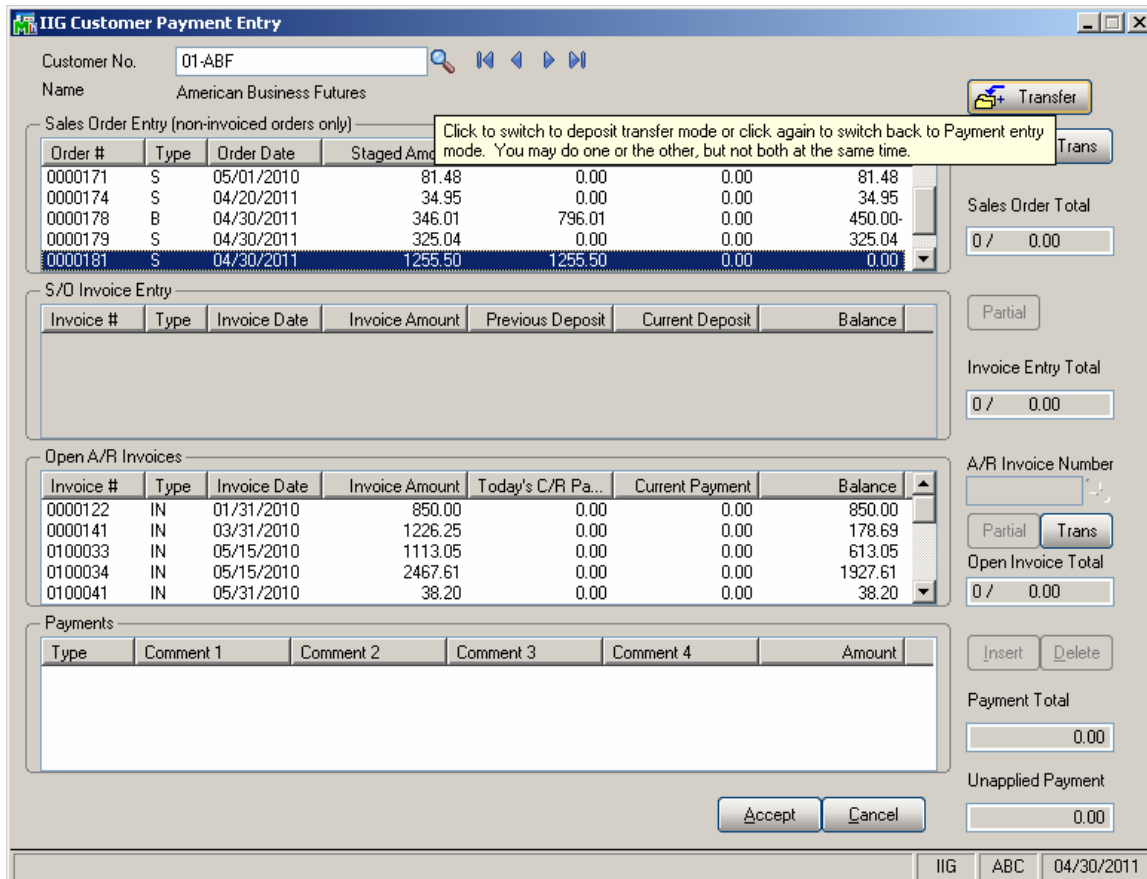 IIG Customer Payment Entry
Customer No. 01-ABF
Name American Business Futures
Transfer
Click to switch to deposit transfer mode or click again to switch back to Payment entry
mode. You may do one or the other, but not both at the same time.
Trans
Sales Order Entry (non-invoiced orders only)
Order # Type Order Date Staged Amo
0000171 S 05/01/2010 81.48 0.00 81.48
0000174 S 04/20/2011 34.95 0.00 34.95
0000178 B 04/30/2011 346.01 796.01 450.00-
0000179 S 04/30/2011 325.04 0.00 325.04
0000181 S 04/30/2011 1255.50 1255.50 0.00 0.00
Sales Order Total
0 / 0.00
S/O Invoice Entry
Invoice # Type Invoice Date Invoice Amount Previous Deposit Current Deposit Balance
Partial
Invoice Entry Total
0 / 0.00
Open A/R Invoices
Invoice # Type Invoice Date Invoice Amount Today's C/R Pa... Current Payment Balance
0000122 IN 01/31/2010 850.00 0.00 0.00 850.00
0000141 IN 03/31/2010 1226.25 0.00 0.00 178.69
0100033 IN 05/15/2010 1113.05 0.00 0.00 613.05
0100034 IN 05/15/2010 2467.61 0.00 0.00 1927.61
0100041 IN 05/31/2010 38.20 0.00 0.00 38.20
A/R Invoice Number
Partial Trans
Open Invoice Total
0 / 0.00
Payments
Type Comment 1 Comment 2 Comment 3 Comment 4 Amount
Insert Delete
Payment Total
0.00
Unapplied Payment
0.00
Accept Cancel
IIG ABC 04/30/2011